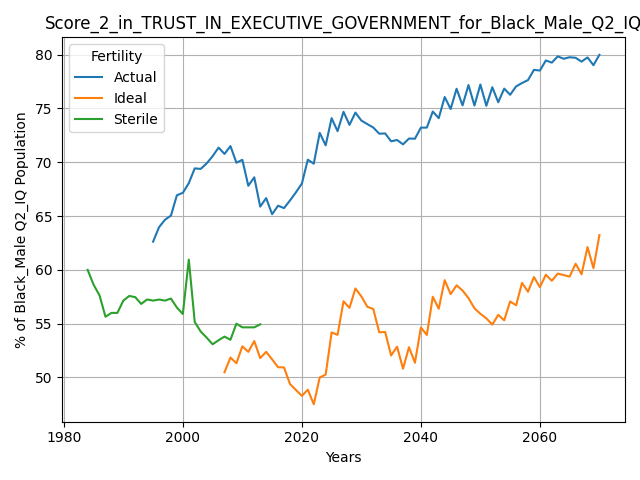 Score_2_in_TRUST_IN_EXECUTIVE_GOVERNMENT_for_Black_Male_Q2_IQ
Fertility
Actual
Ideal
Sterile
% of Black_Male Q2_IQ Population
80
75
70
65
60
55
50
1980 2000 2020 2040 2060
Years